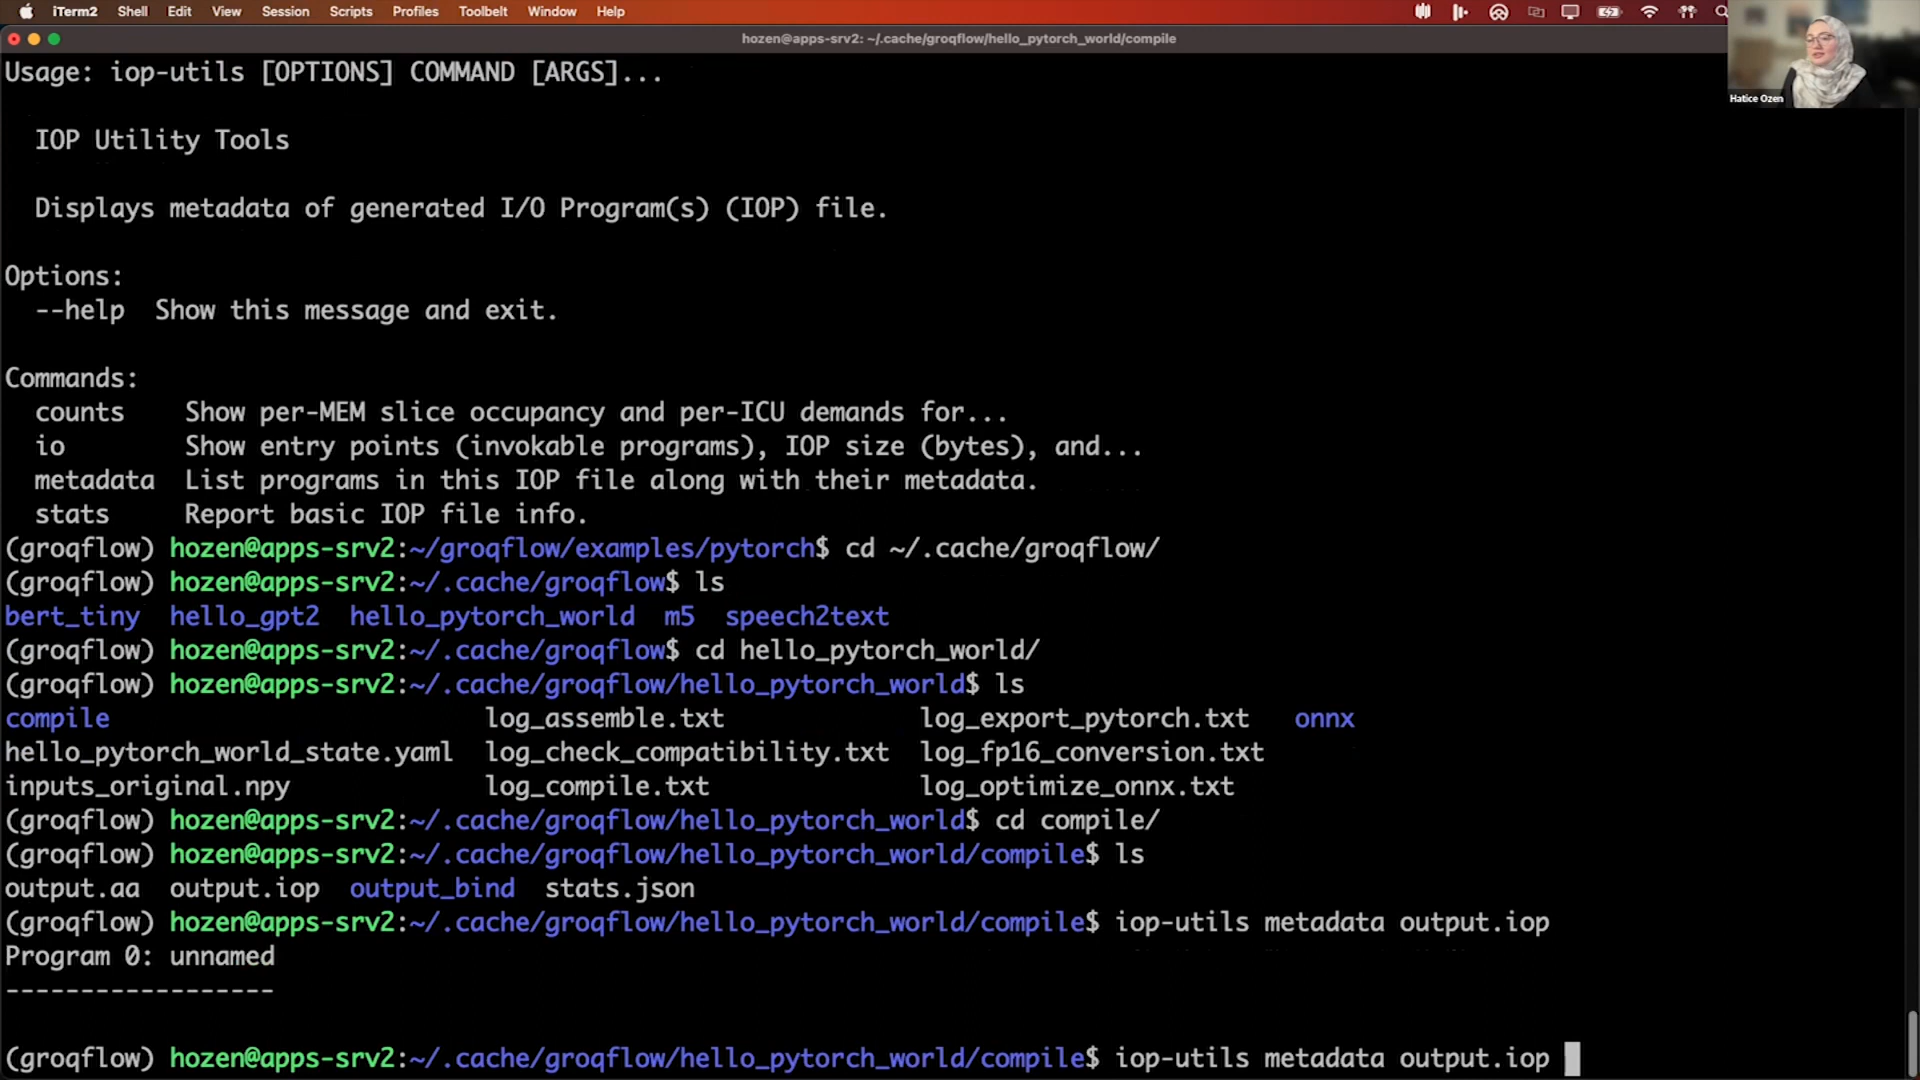 iTerm2 Shell Edit View Session Scripts Profiles Toolbelt Window Help
hozen@apps-srv2: ~/.cache/groqflow/hello_pytorch_world/compile
Hatice Ozen
Usage: iop-utils [OPTIONS] COMMAND [ARGS]...
IOP Utility Tools
Displays metadata of generated I/O Program(s) (IOP) file.
Options:
--help  Show this message and exit.
Commands:
counts    Show per-MEM slice occupancy and per-ICU demands for...
io        Show entry points (invokable programs), IOP size (bytes), and...
metadata  List programs in this IOP file along with their metadata.
stats     Report basic IOP file info.
(groqflow) hozen@apps-srv2:~/groqflow/examples/pytorch$ cd ~/.cache/groqflow/
(groqflow) hozen@apps-srv2:~/.cache/groqflow$ ls
bert_tiny  hello_gpt2  hello_pytorch_world  m5  speech2text
(groqflow) hozen@apps-srv2:~/.cache/groqflow$ cd hello_pytorch_world/
(groqflow) hozen@apps-srv2:~/.cache/groqflow/hello_pytorch_world$ ls
compile                         log_assemble.txt             log_export_pytorch.txt   onnx
hello_pytorch_world_state.yaml  log_check_compatibility.txt  log_fp16_conversion.txt
inputs_original.npy             log_compile.txt              log_optimize_onnx.txt
(groqflow) hozen@apps-srv2:~/.cache/groqflow/hello_pytorch_world$ cd compile/
(groqflow) hozen@apps-srv2:~/.cache/groqflow/hello_pytorch_world/compile$ ls
output.aa  output.iop  output_bind  stats.json
(groqflow) hozen@apps-srv2:~/.cache/groqflow/hello_pytorch_world/compile$ iop-utils metadata output.iop
Program 0: unnamed
------------------
(groqflow) hozen@apps-srv2:~/.cache/groqflow/hello_pytorch_world/compile$ iop-utils metadata output.iop